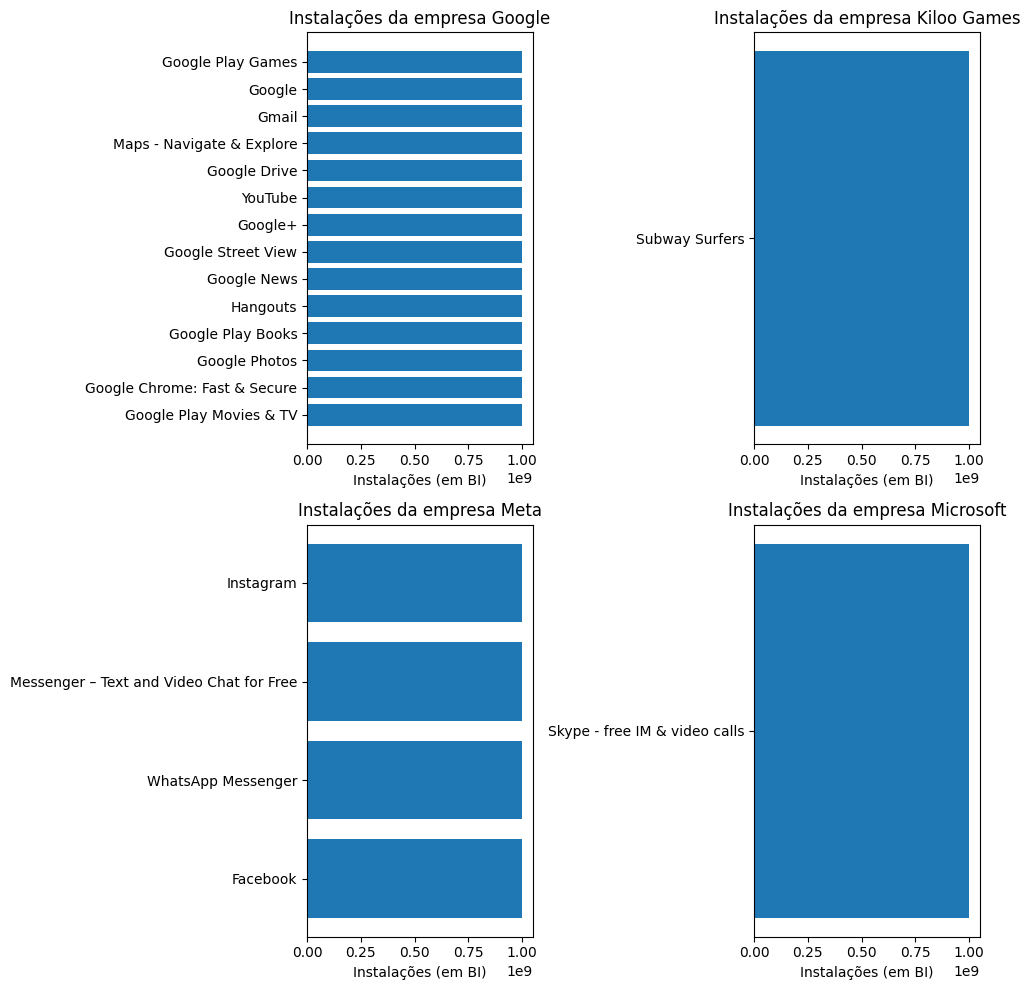 Instalações da empresa Google
Google Play Games
Google
Gmail
Maps - Navigate & Explore
Google Drive
YouTube
Google+
Google Street View
Google News
Hangouts
Google Play Books
Google Photos
Google Chrome: Fast & Secure
Google Play Movies & TV
0.00 0.25 0.50 0.75 1.00
1e9
Instalações (em BI)
Instalações da empresa Kiloo Games
Subway Surfers
0.00 0.25 0.50 0.75 1.00
1e9
Instalações (em BI)
Instalações da empresa Meta
Instagram
Messenger – Text and Video Chat for Free
WhatsApp Messenger
Facebook
0.00 0.25 0.50 0.75 1.00
1e9
Instalações (em BI)
Instalações da empresa Microsoft
Skype - free IM & video calls
0.00 0.25 0.50 0.75 1.00
1e9
Instalações (em BI)